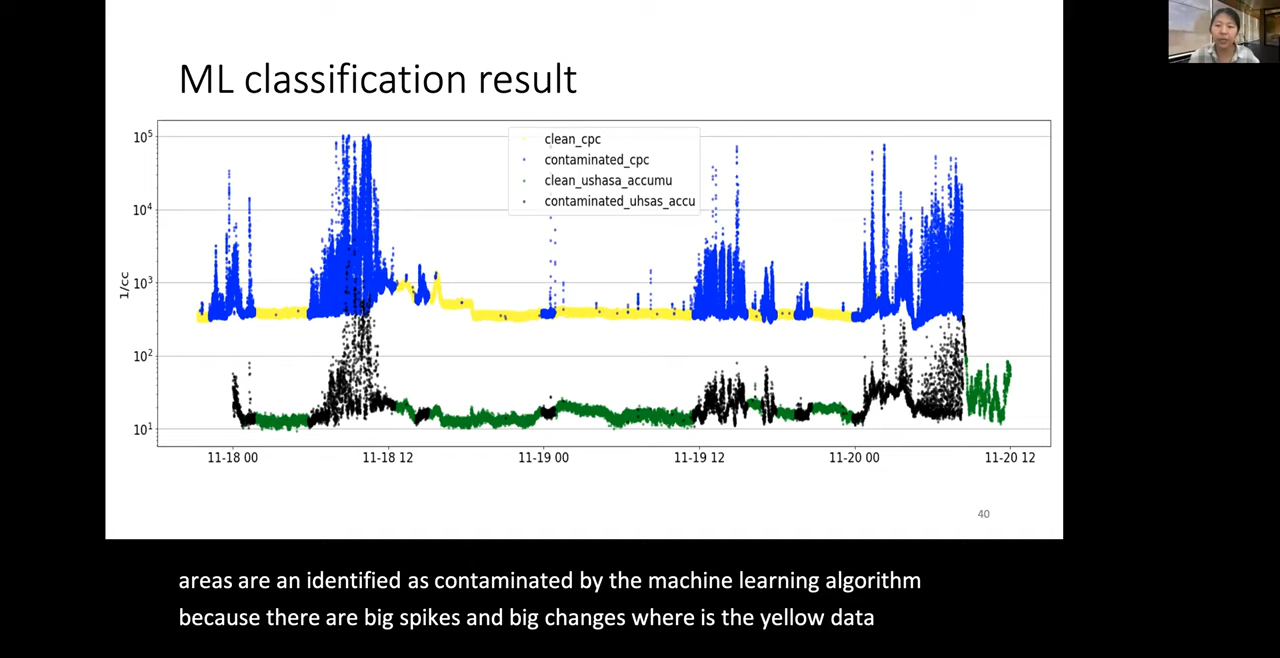 ML classification result
10^5
10^4
10^3
10^2
10^1
1/cc
clean_cpc
contaminated_cpc
clean_ushasa_accumu
contaminated_uhsas_accu
11-18 00
11-18 12
11-19 00
11-19 12
11-20 00
11-20 12
40
areas are an identified as contaminated by the machine learning algorithm
because there are big spikes and big changes where is the yellow data